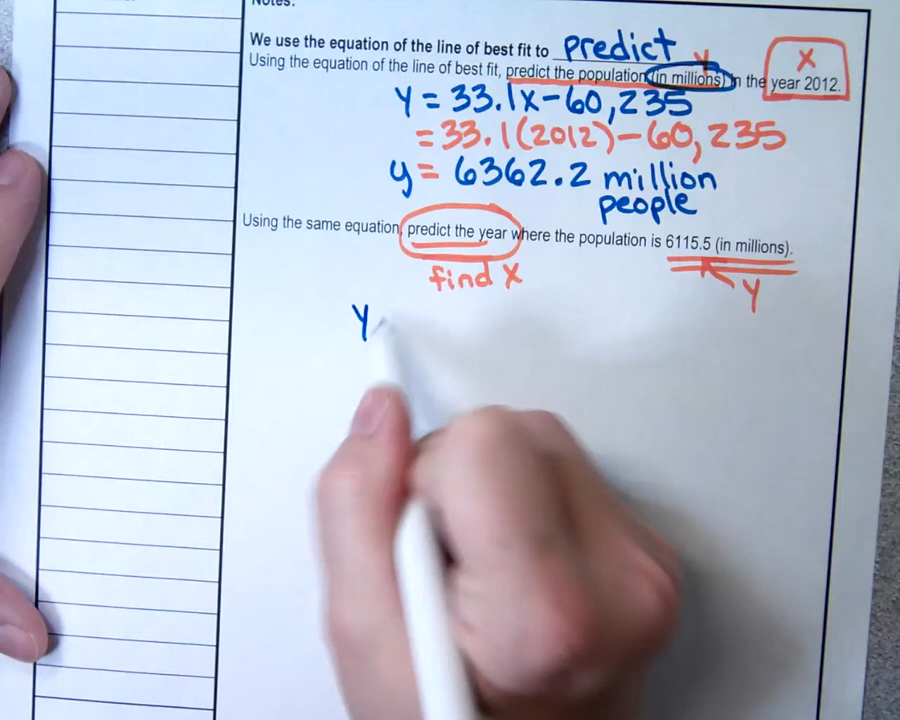 Notes:
We use the equation of the line of best fit to predict
Using the equation of the line of best fit, predict the population (in millions) in the year 2012.
y
x
y = 33.1x - 60,235
= 33.1(2012) - 60,235
y = 6362.2 million
people
Using the same equation, predict the year where the population is 6115.5 (in millions).
find x
y
y